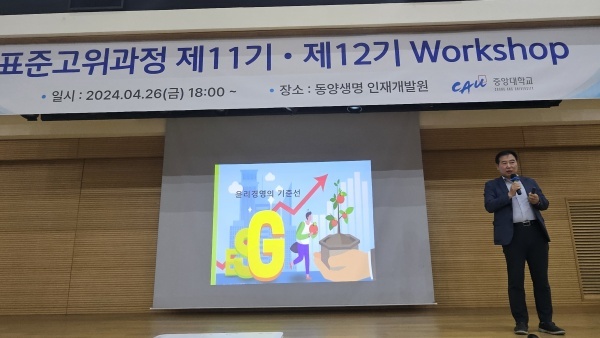 표준고위과정 제11기・제12기 Workshop
• 일시 : 2024.04.26(금) 18:00 ~ • 장소 : 동양생명 인재개발원
CAU 중앙대학교
윤리경영의 기준선
ESG